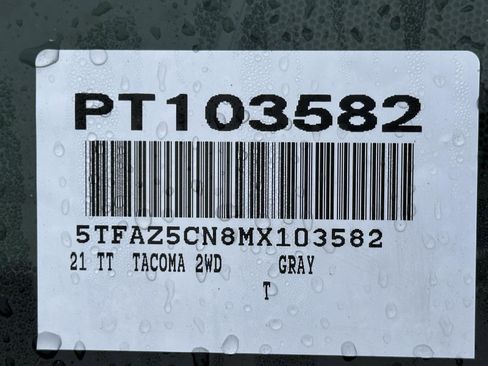 PT103582
5TFAZ5CN8MX103582
21 TT TACOMA 2WD GRAY
T